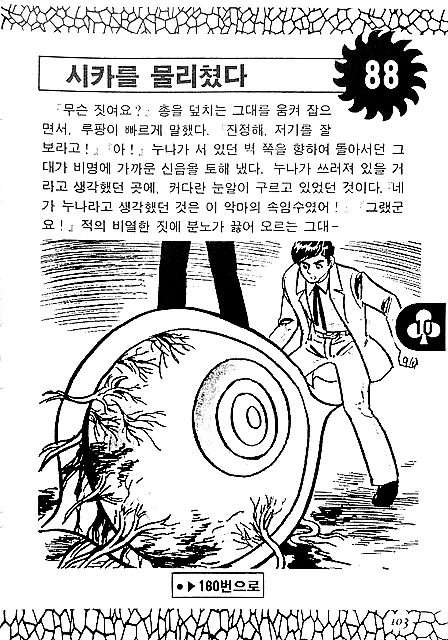 시카를 물리쳤다
88
『무슨 짓여요?』 총을 덮치는 그대를 움켜 잡으
면서, 루팡이 빠르게 말했다. 『진정해, 저기를 잘
보라고!』 『아!』 누나가 서 있던 벽 쪽을 향하여 돌아서던 그
대가 비명에 가까운 신음을 토해 냈다. 누나가 쓰러져 있을 거
라고 생각했던 곳에, 커다란 눈알이 구르고 있었던 것이다. 『네
가 누나라고 생각했던 것은 이 악마의 속임수였어!』 『그랬군
요!』 적의 비열한 짓에 분노가 끓어 오르는 그대-
10
●▶160번으로
103